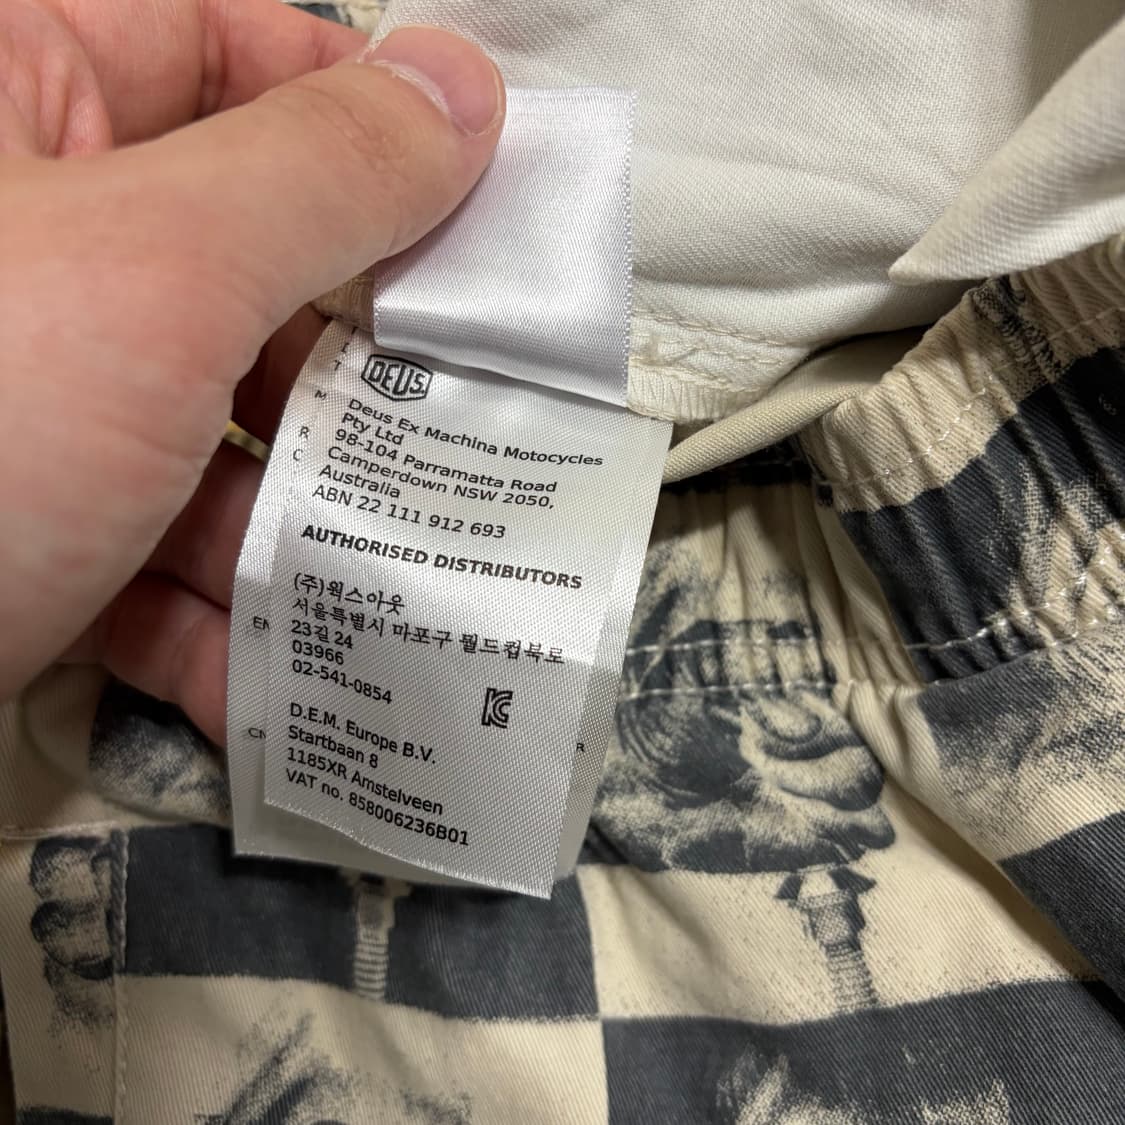 DEUS
Deus Ex Machina Motocycles
Pty Ltd
98-104 Parramatta Road
Camperdown NSW 2050,
Australia
ABN 22 111 912 693
AUTHORISED DISTRIBUTORS
(주)웍스아웃
서울특별시 마포구 월드컵북로
23길 24
03966
02-541-0854
D.E.M. Europe B.V.
Startbaan 8
1185XR Amstelveen
VAT no. 858006236B01